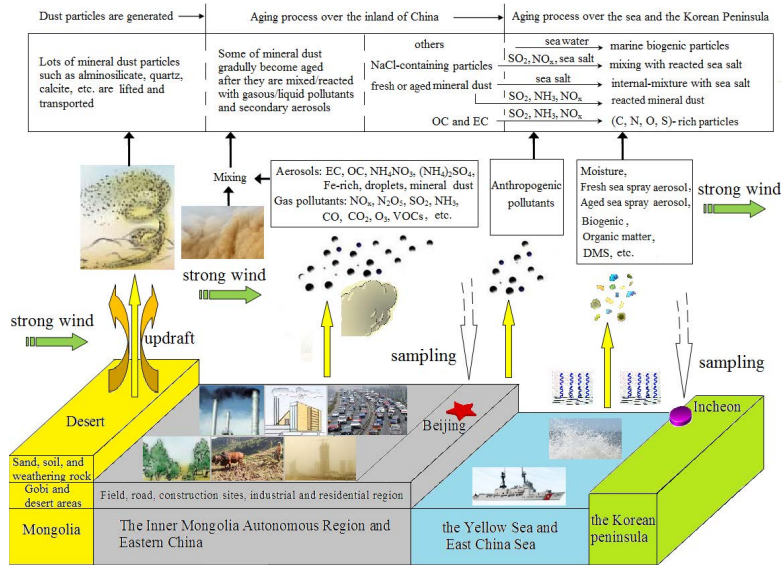 Dust particles are generated
Aging process over the inland of China
Aging process over the sea and the Korean Peninsula
Lots of mineral dust particles
such as alminosilicate, quartz,
calcite, etc. are lifted and
transported
Some of mineral dust
gradully become aged
after they are mixed/reacted
with gasous/liquid pollutants
and secondary aerosols
others
sea water
marine biogenic particles
NaCl-containing particles
SO2, NOx, sea salt
mixing with reacted sea salt
fresh or aged mineral dust
sea salt
internal-mixture with sea salt
SO2, NH3, NOx
reacted mineral dust
OC and EC
SO2, NH3, NOx
(C, N, O, S)- rich particles
Mixing
Aerosols: EC, OC, NH4NO3, (NH4)2SO4,
Fe-rich, droplets, mineral dust
Gas pollutants: NOx, N2O5, SO2, NH3,
CO, CO2, O3, VOCs, etc.
Anthropogenic
pollutants
Moisture,
Fresh sea spray aerosol,
Aged sea spray aerosol,
Biogenic,
Organic matter,
DMS, etc.
strong wind
strong wind
strong wind
updraft
sampling
sampling
Desert
Beijing
Incheon
Sand, soil, and
weathering rock
Gobi and
desert areas
Field, road, construction sites, industrial and residential region
Mongolia
The Inner Mongolia Autonomous Region and
Eastern China
the Yellow Sea and
East China Sea
the Korean
peninsula